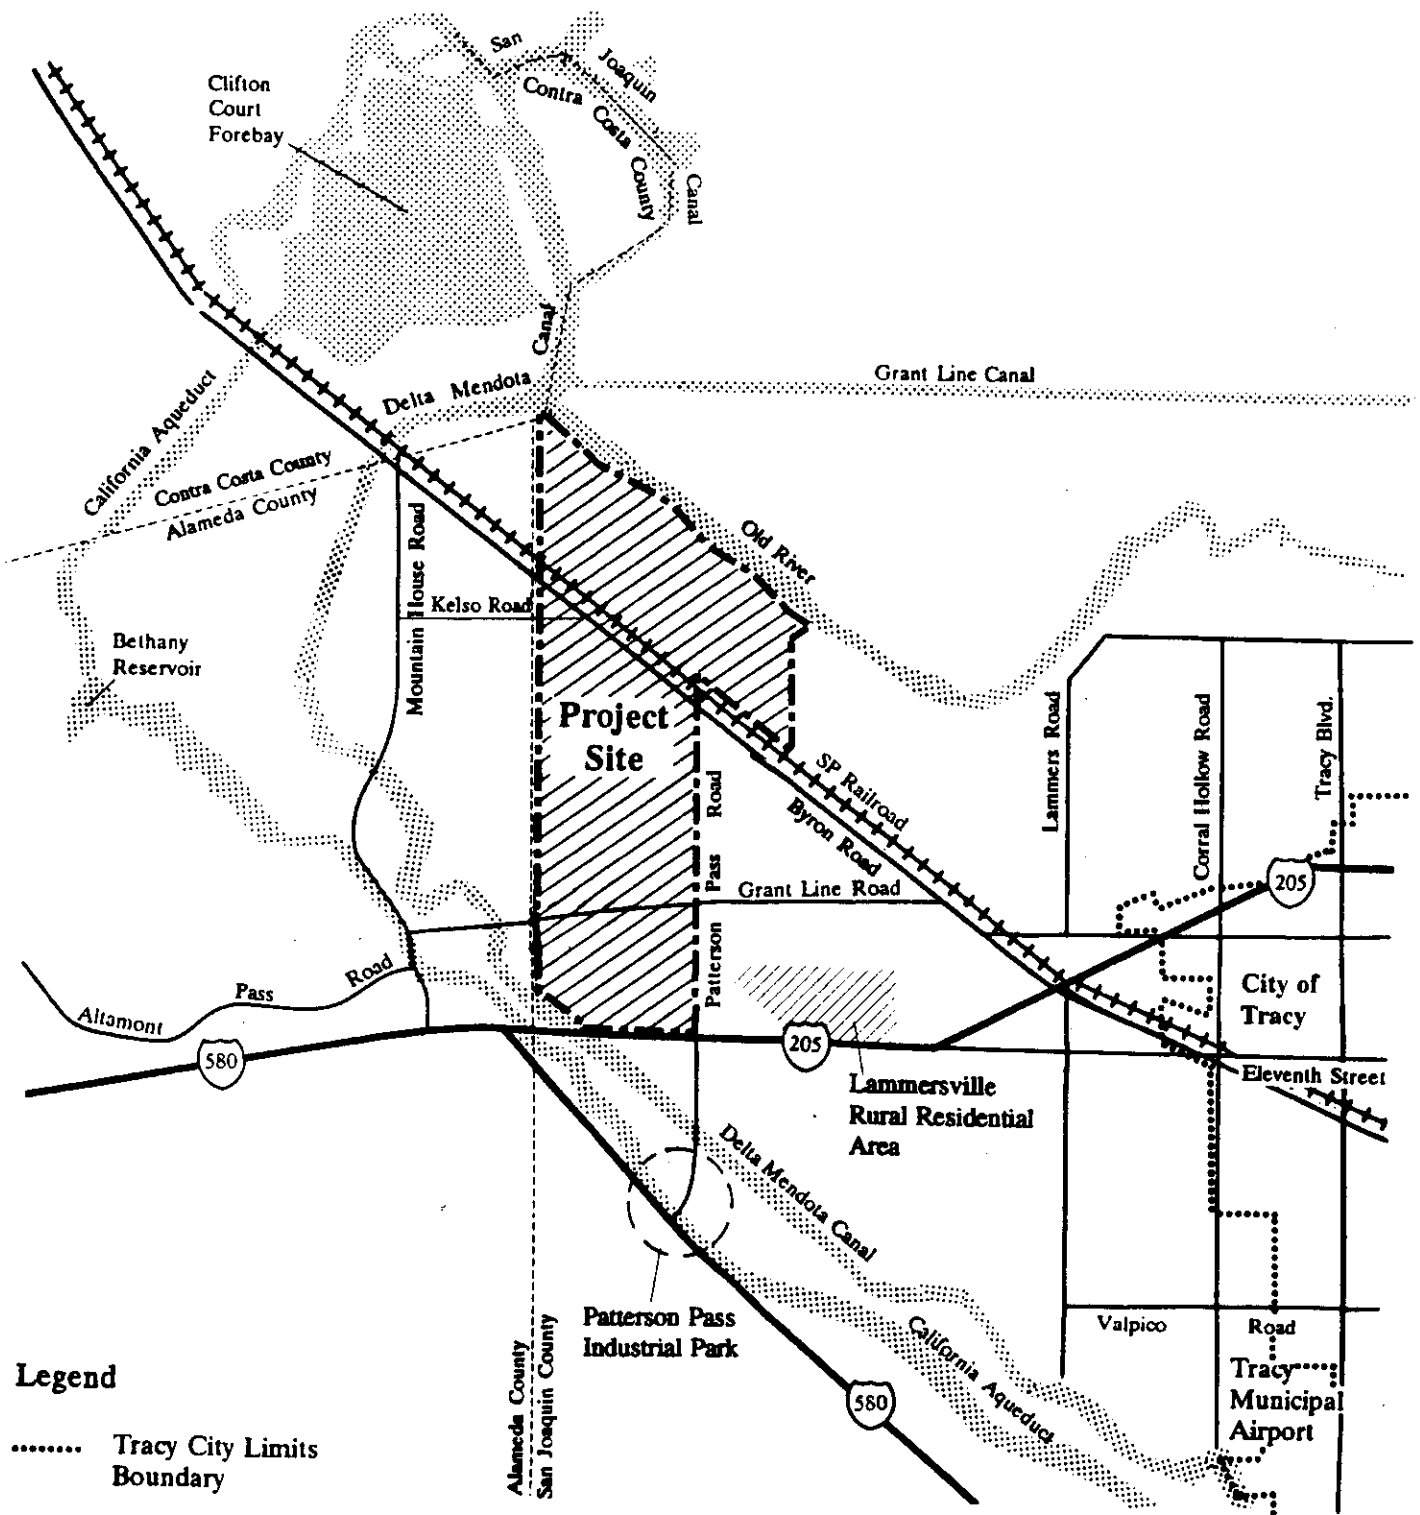 San
Joaquin
Canal
Contra Costa County
Clifton
Court
Forebay
Canal
Delta Mendota
Grant Line Canal
California Aqueduct
Contra Costa County
Alameda County
Old River
Mountain House Road
Kelso Road
Bethany
Reservoir
Project
Site
SP Railroad
Byron Road
Lammers Road
Corral Hollow Road
Tracy Blvd.
Patterson Pass Road
Grant Line Road
205
Altamont Pass Road
580
205
City of
Tracy
Eleventh Street
Lammersville
Rural Residential
Area
Delta Mendota Canal
Patterson Pass
Industrial Park
California Aqueduct
580
Valpico Road
Tracy
Municipal
Airport
Alameda County
San Joaquin County
Legend
Tracy City Limits
Boundary